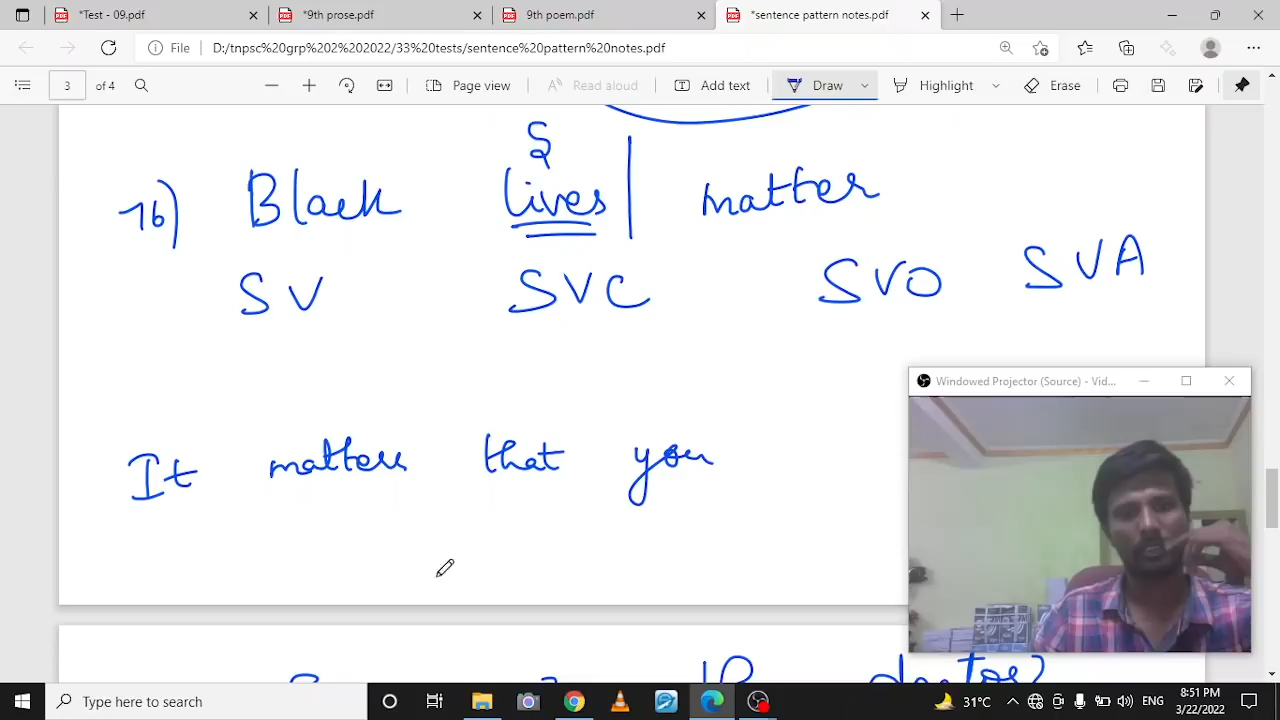 *Test - 09.pdf
*9th prose.pdf
9th poem.pdf
*sentence pattern notes.pdf
File D:/tnpsc%20grp%202%202022/33%20tests/sentence%20pattern%20notes.pdf
3 of 4 Page view Read aloud Add text Draw Highlight Erase
S
16) Black lives | matter
SV SVC SVO SVA
Windowed Projector (Source) - Vid...
It matters that you
doctor?
Type here to search
31°C ENG 8:51 PM
3/22/2022